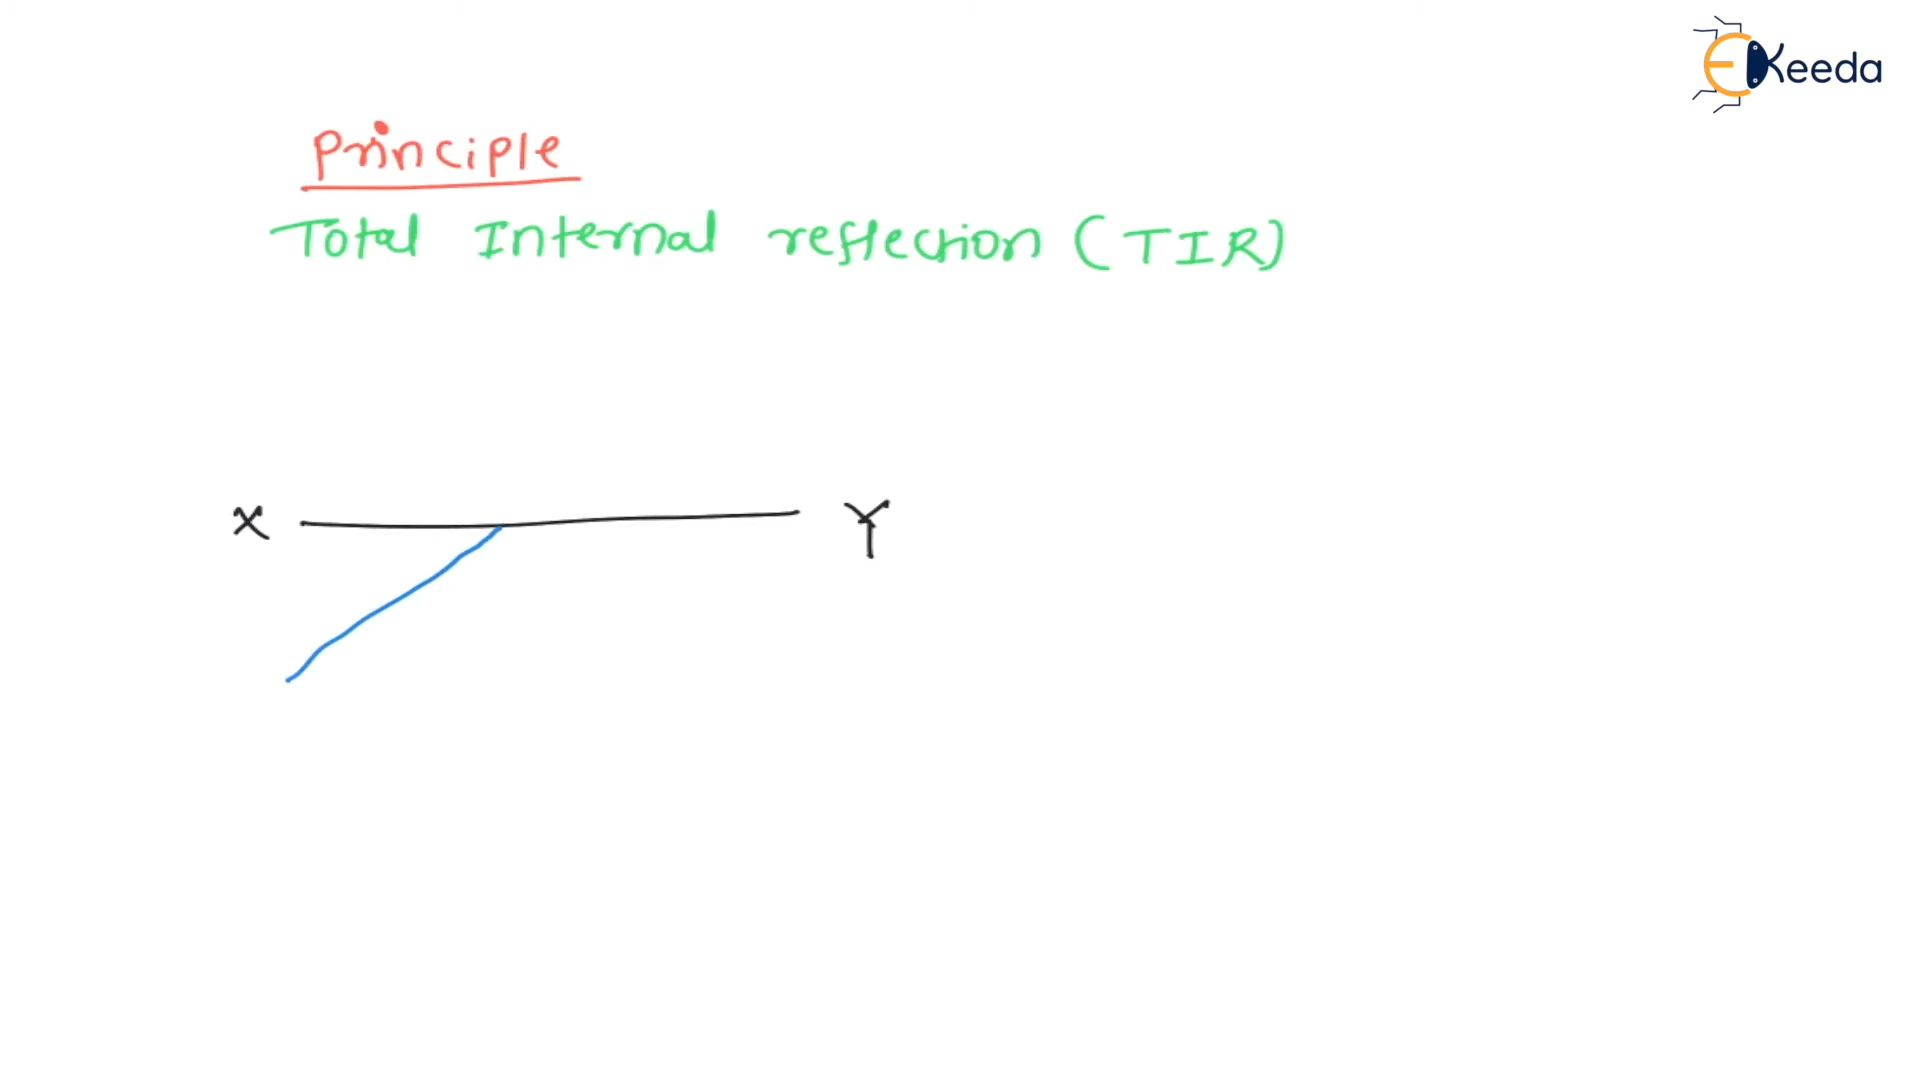 EKeeda
Principle
Total Internal reflection (TIR)
X Y